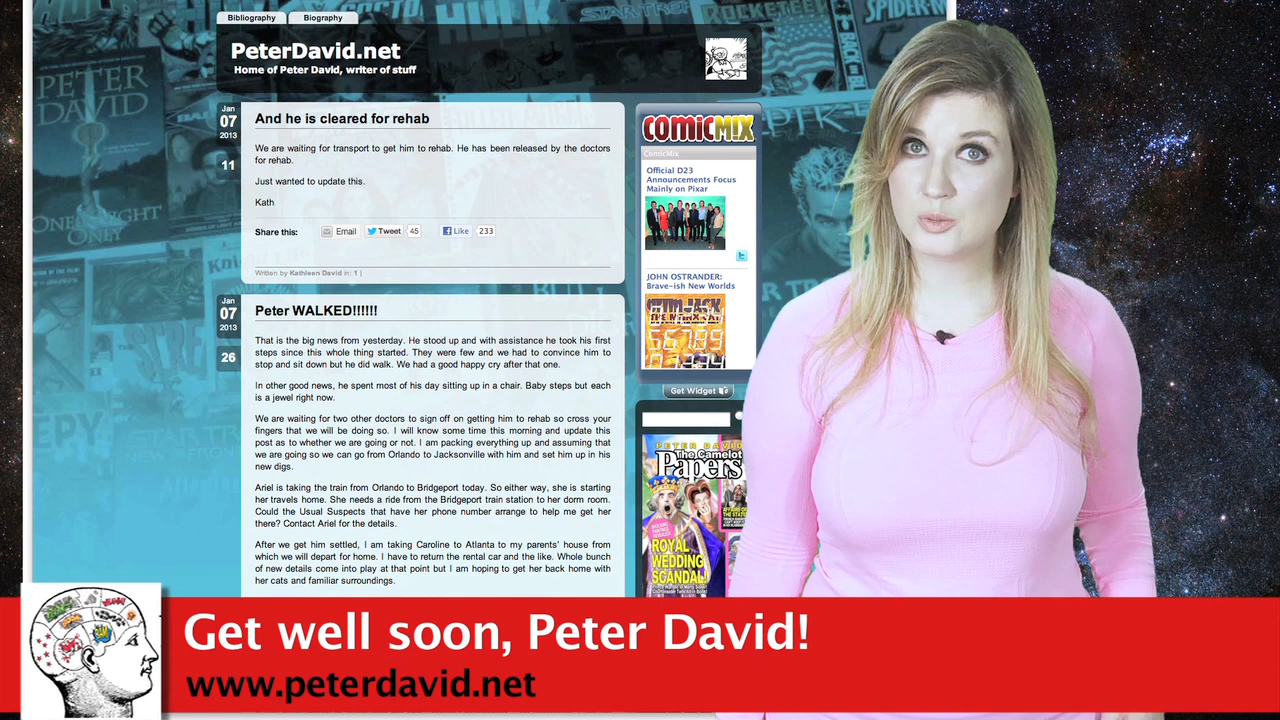 Bibliography
Biography
STAR TREK
ROCKETEER
SPIDER-M
PETER
DAVID
PeterDavid.net
Home of Peter David, writer of stuff
Jan
07
2013
11
And he is cleared for rehab
We are waiting for transport to get him to rehab. He has been released by the doctors
for rehab.
Just wanted to update this.
Kath
Share this:
Email
Tweet
45
Like
233
Written by Kathleen David in: 1 |
Jan
07
2013
26
Peter WALKED!!!!!!
That is the big news from yesterday. He stood up and with assistance he took his first
steps since this whole thing started. They were few and we had to convince him to
stop and sit down but he did walk. We had a good happy cry after that one.
In other good news, he spent most of his day sitting up in a chair. Baby steps but each
is a jewel right now.
We are waiting for two other doctors to sign off on getting him to rehab so cross your
fingers that we will be doing so. I will know some time this morning and update this
post as to whether we are going or not. I am packing everything up and assuming that
we are going so we can go from Orlando to Jacksonville with him and set him up in his
new digs.
Ariel is taking the train from Orlando to Bridgeport today. So either way, she is starting
her travels home. She needs a ride from the Bridgeport train station to her dorm room.
Could the Usual Suspects that have her phone number arrange to help me get her
there? Contact Ariel for the details.
After we get him settled, I am taking Caroline to Atlanta to my parents’ house from
which we will depart for home. I have to return the rental car and the like. Whole bunch
of new details come into play at that point but I am hoping to get her back home with
her cats and familiar surroundings.
COMICMIX
ComicMix
Official D23
Announcements Focus
Mainly on Pixar
JOHN OSTRANDER:
Brave-ish New Worlds
Get Widget
PETER DAVID
The Camelot
Papers
ROYAL
WEDDING
SCANDAL!
ONE KNIGHT
ONLY
Get well soon, Peter David!
www.peterdavid.net